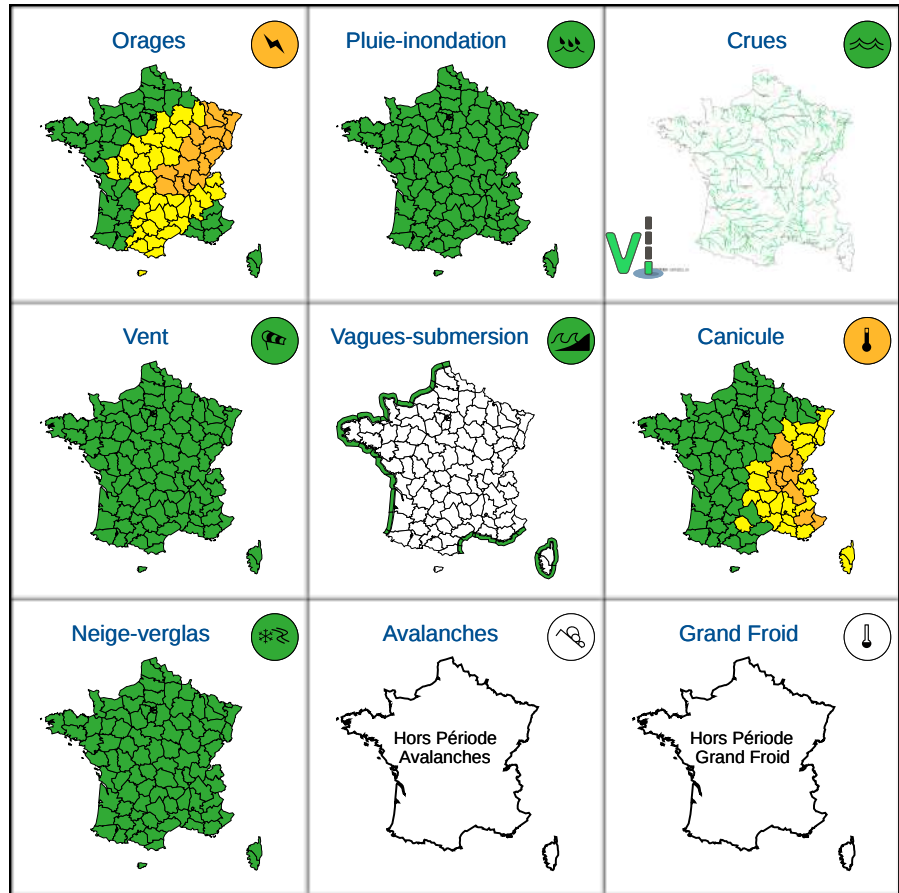 Orages
Pluie-inondation
Crues
Vi
Vent
Vagues-submersion
Canicule
Neige-verglas
Avalanches
Grand Froid
Hors Période
Avalanches
Hors Période
Grand Froid